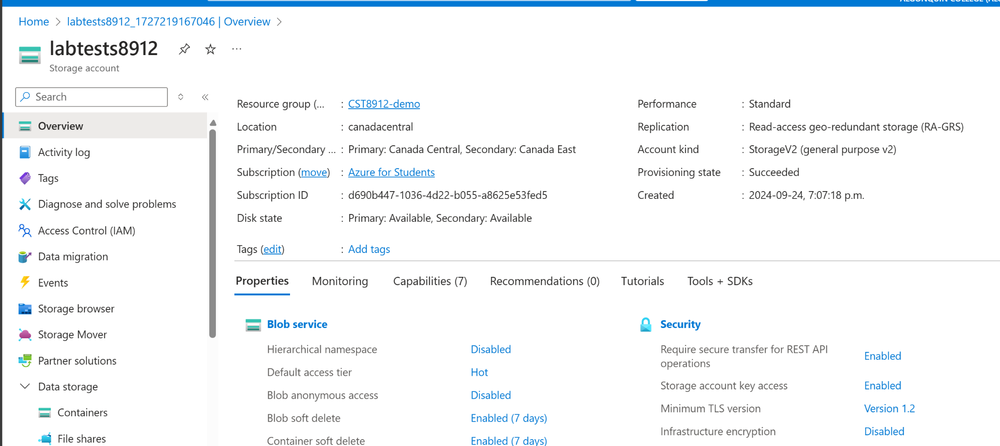 Home > labtests8912_1727219167046 | Overview >
labtests8912
Storage account
Search
Overview
Activity log
Tags
Diagnose and solve problems
Access Control (IAM)
Data migration
Events
Storage browser
Storage Mover
Partner solutions
Data storage
Containers
File shares
Resource group (... : CST8912-demo
Location : canadacentral
Primary/Secondary ... : Primary: Canada Central, Secondary: Canada East
Subscription (move) : Azure for Students
Subscription ID : d690b447-1036-4d22-b055-a8625e53fed5
Disk state : Primary: Available, Secondary: Available
Tags (edit) : Add tags
Performance : Standard
Replication : Read-access geo-redundant storage (RA-GRS)
Account kind : StorageV2 (general purpose v2)
Provisioning state : Succeeded
Created : 2024-09-24, 7:07:18 p.m.
Properties Monitoring Capabilities (7) Recommendations (0) Tutorials Tools + SDKs
Blob service
Hierarchical namespace Disabled
Default access tier Hot
Blob anonymous access Disabled
Blob soft delete Enabled (7 days)
Container soft delete Enabled (7 days)
Security
Require secure transfer for REST API
operations Enabled
Storage account key access Enabled
Minimum TLS version Version 1.2
Infrastructure encryption Disabled